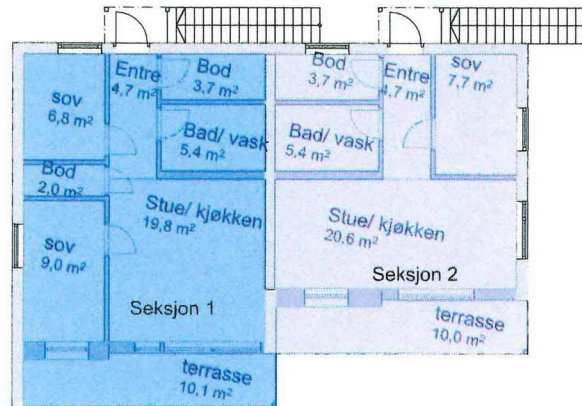 Entre
4,7 m²
Bod
3,7 m²
sov
6,8 m²
Bad/ vask
5,4 m²
Bod
2,0 m²
Stue/ kjøkken
19,8 m²
sov
9,0 m²
Seksjon 1
terrasse
10,1 m²
Bod
3,7 m²
Entre
4,7 m²
sov
7,7 m²
Bad/ vask
5,4 m²
Stue/ kjøkken
20,6 m²
Seksjon 2
terrasse
10,0 m²